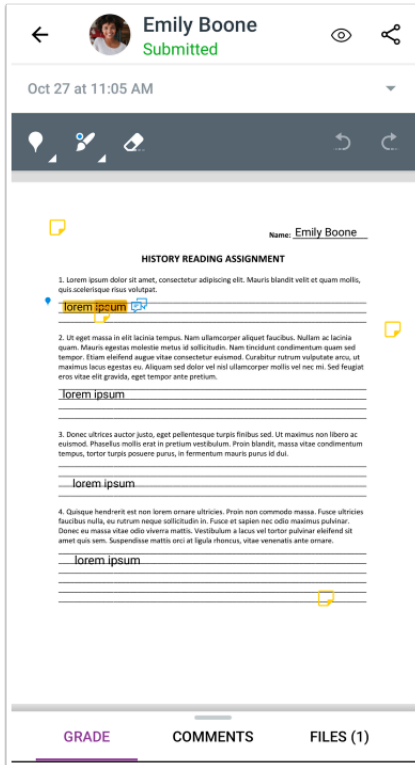 Emily Boone
Submitted
Oct 27 at 11:05 AM
Name: Emily Boone
HISTORY READING ASSIGNMENT
1. Lorem ipsum dolor sit amet, consectetur adipiscing elit. Mauris blandit velit et quam mollis,
quis scelerisque risus volutpat.
lorem ipsum
2. Ut eget massa in elit lacinia tempus. Nam ullamcorper aliquet faucibus. Nullam ac lacinia
quam. Mauris egestas molestie metus id sollicitudin. Nam tincidunt condimentum quam sed
tempor. Etiam eleifend augue vitae consectetur euismod. Curabitur rutrum vulputate arcu, ut
maximus lacus egestas eu. Aliquam sed dolor vel nisl ullamcorper mollis vel nec mi. Sed feugiat
eros vitae elit gravida, eget tempor ante pretium.
lorem ipsum
3. Donec ultrices auctor justo, eget pellentesque turpis finibus sed. Ut maximus non libero ac
euismod. Phasellus mollis erat in pretium vestibulum. Proin blandit, massa vitae condimentum
tempus, tortor turpis posuere purus, in fermentum mauris purus id dui.
lorem ipsum
4. Quisque hendrerit est non lorem ornare ultricies. Proin non commodo massa. Fusce ultricies
faucibus nulla, eu rutrum neque sollicitudin in. Fusce et sapien nec odio maximus pulvinar.
Donec eu massa vitae odio viverra mattis. Vestibulum a lacus vel tortor pulvinar eleifend sit
amet quis sem. Suspendisse mattis orci at ligula rhoncus, vitae venenatis ante ornare.
lorem ipsum
GRADE COMMENTS FILES (1)